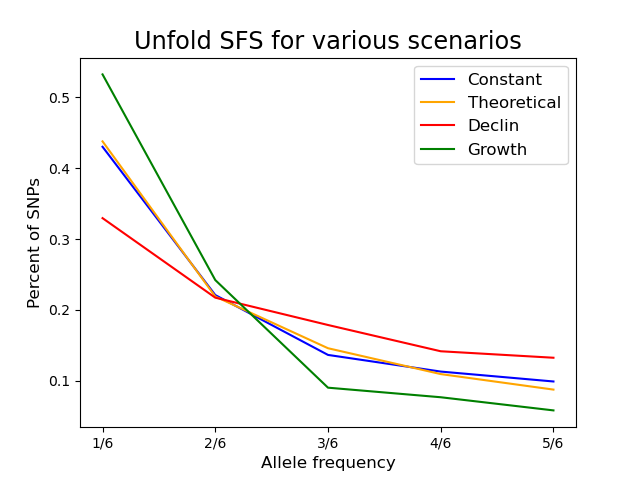 Unfold SFS for various scenarios
Constant
Theoretical
Declin
Growth
Percent of SNPs
0.5
0.4
0.3
0.2
0.1
1/6 2/6 3/6 4/6 5/6
Allele frequency